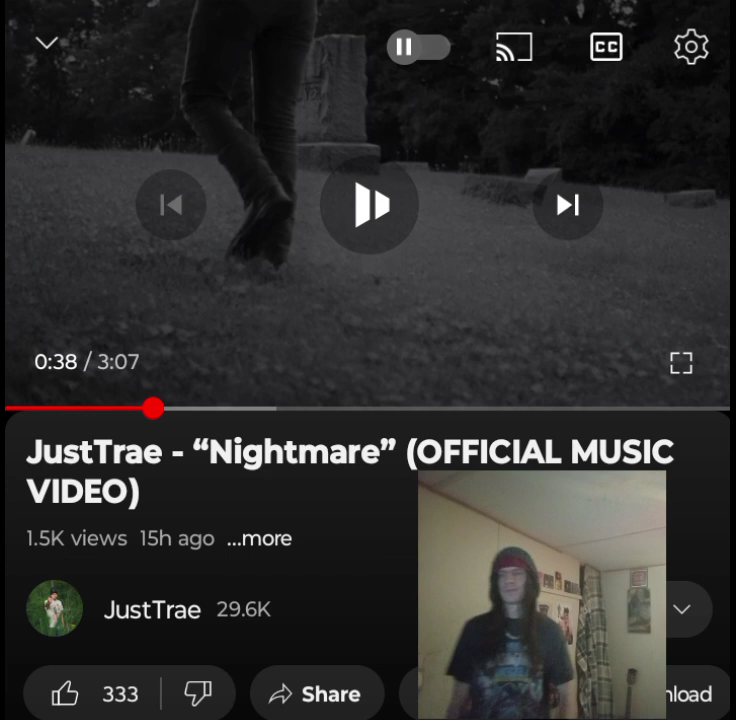 CC
0:38 / 3:07
JustTrae - “Nightmare” (OFFICIAL MUSIC
VIDEO)
1.5K views 15h ago ...more
JustTrae 29.6K
333 Share nload